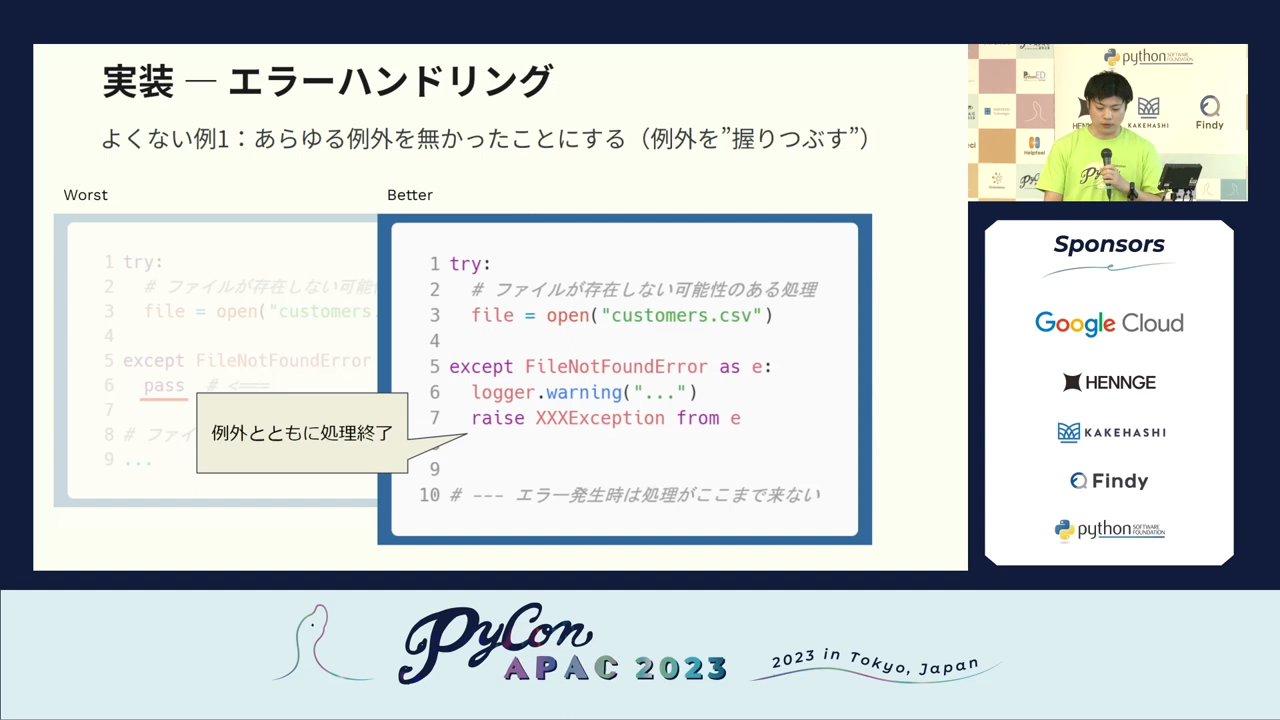 実装 — エラーハンドリング
よくない例1：あらゆる例外を無かったことにする（例外を”握りつぶす”）
Worst
1 try:
2 # ファイルが存在しない可能
3 file = open("customers.
4
5 except FileNotFoundError
6 pass # <===
7
8 # ファイ
9 ...
Better
1 try:
2 # ファイルが存在しない可能性のある処理
3 file = open("customers.csv")
4
5 except FileNotFoundError as e:
6 logger.warning("...")
7 raise XXXException from e
9
10 # --- エラー発生時は処理がここまで来ない
例外とともに処理終了
python
KAKEHASHI
Findy
Helpfeel
Sponsors
Google Cloud
HENNGE
KAKEHASHI
Findy
python SOFTWARE FOUNDATION
PyCon
APAC 2023
2023 in Tokyo, Japan